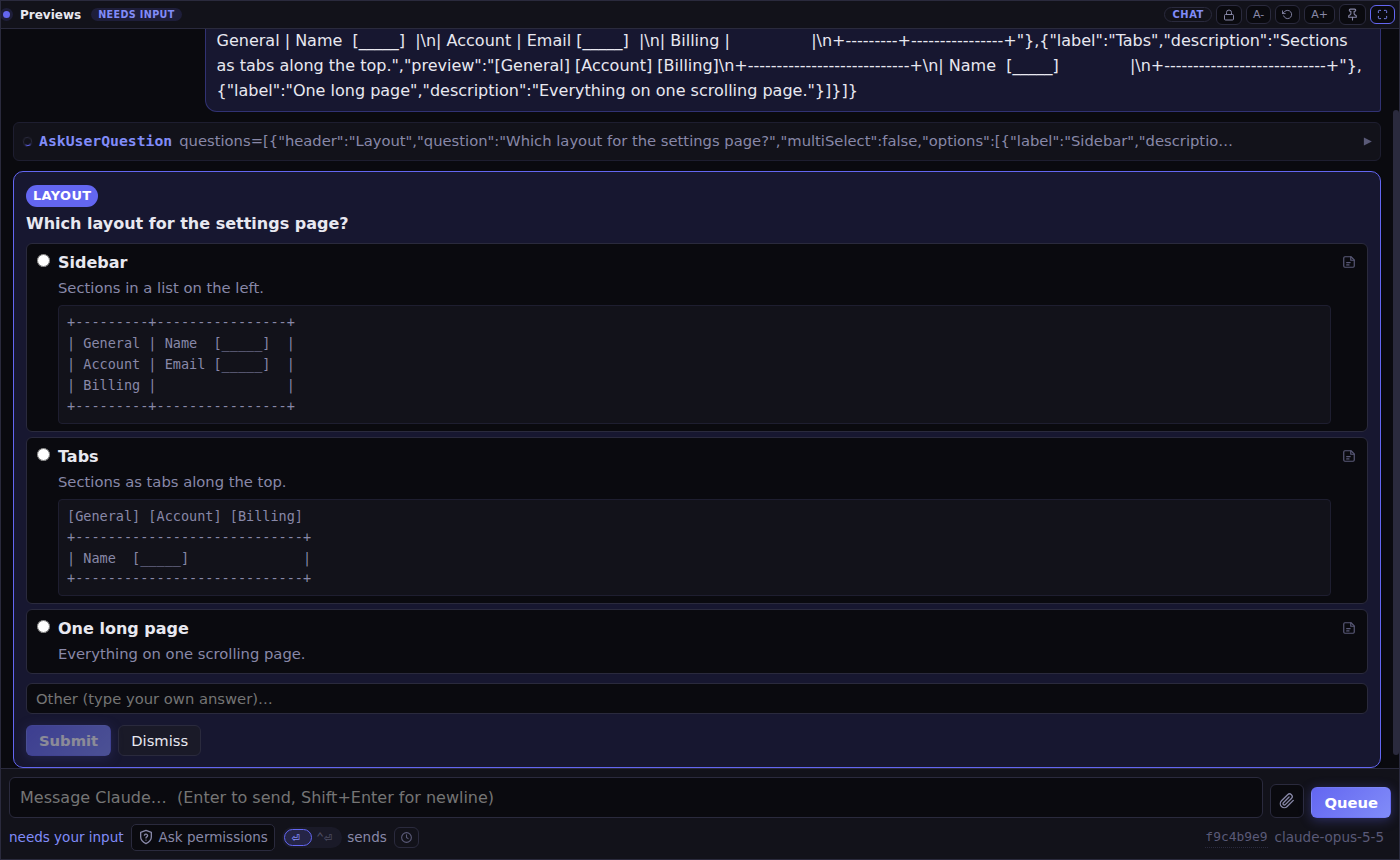 Previews NEEDS INPUT CHAT A- A+
General | Name  [_____]  |\n| Account | Email [_____]  |\n| Billing |                |\n+---------+----------------+"},{"label":"Tabs","description":"Sections
as tabs along the top.","preview":"[General] [Account] [Billing]\n+----------------------------+\n| Name  [_____]              |\n+----------------------------+"},
{"label":"One long page","description":"Everything on one scrolling page."}]}]}
AskUserQuestion questions=[{"header":"Layout","question":"Which layout for the settings page?","multiSelect":false,"options":[{"label":"Sidebar","descriptio…
LAYOUT
Which layout for the settings page?
Sidebar
Sections in a list on the left.
+---------+----------------+
| General | Name  [_____]  |
| Account | Email [_____]  |
| Billing |                |
+---------+----------------+
Tabs
Sections as tabs along the top.
[General] [Account] [Billing]
+----------------------------+
| Name  [_____]              |
+----------------------------+
One long page
Everything on one scrolling page.
Other (type your own answer)…
Submit Dismiss
Message Claude…  (Enter to send, Shift+Enter for newline)
Queue
needs your input Ask permissions ⏎ ^⏎ sends f9c4b9e9 claude-opus-5-5